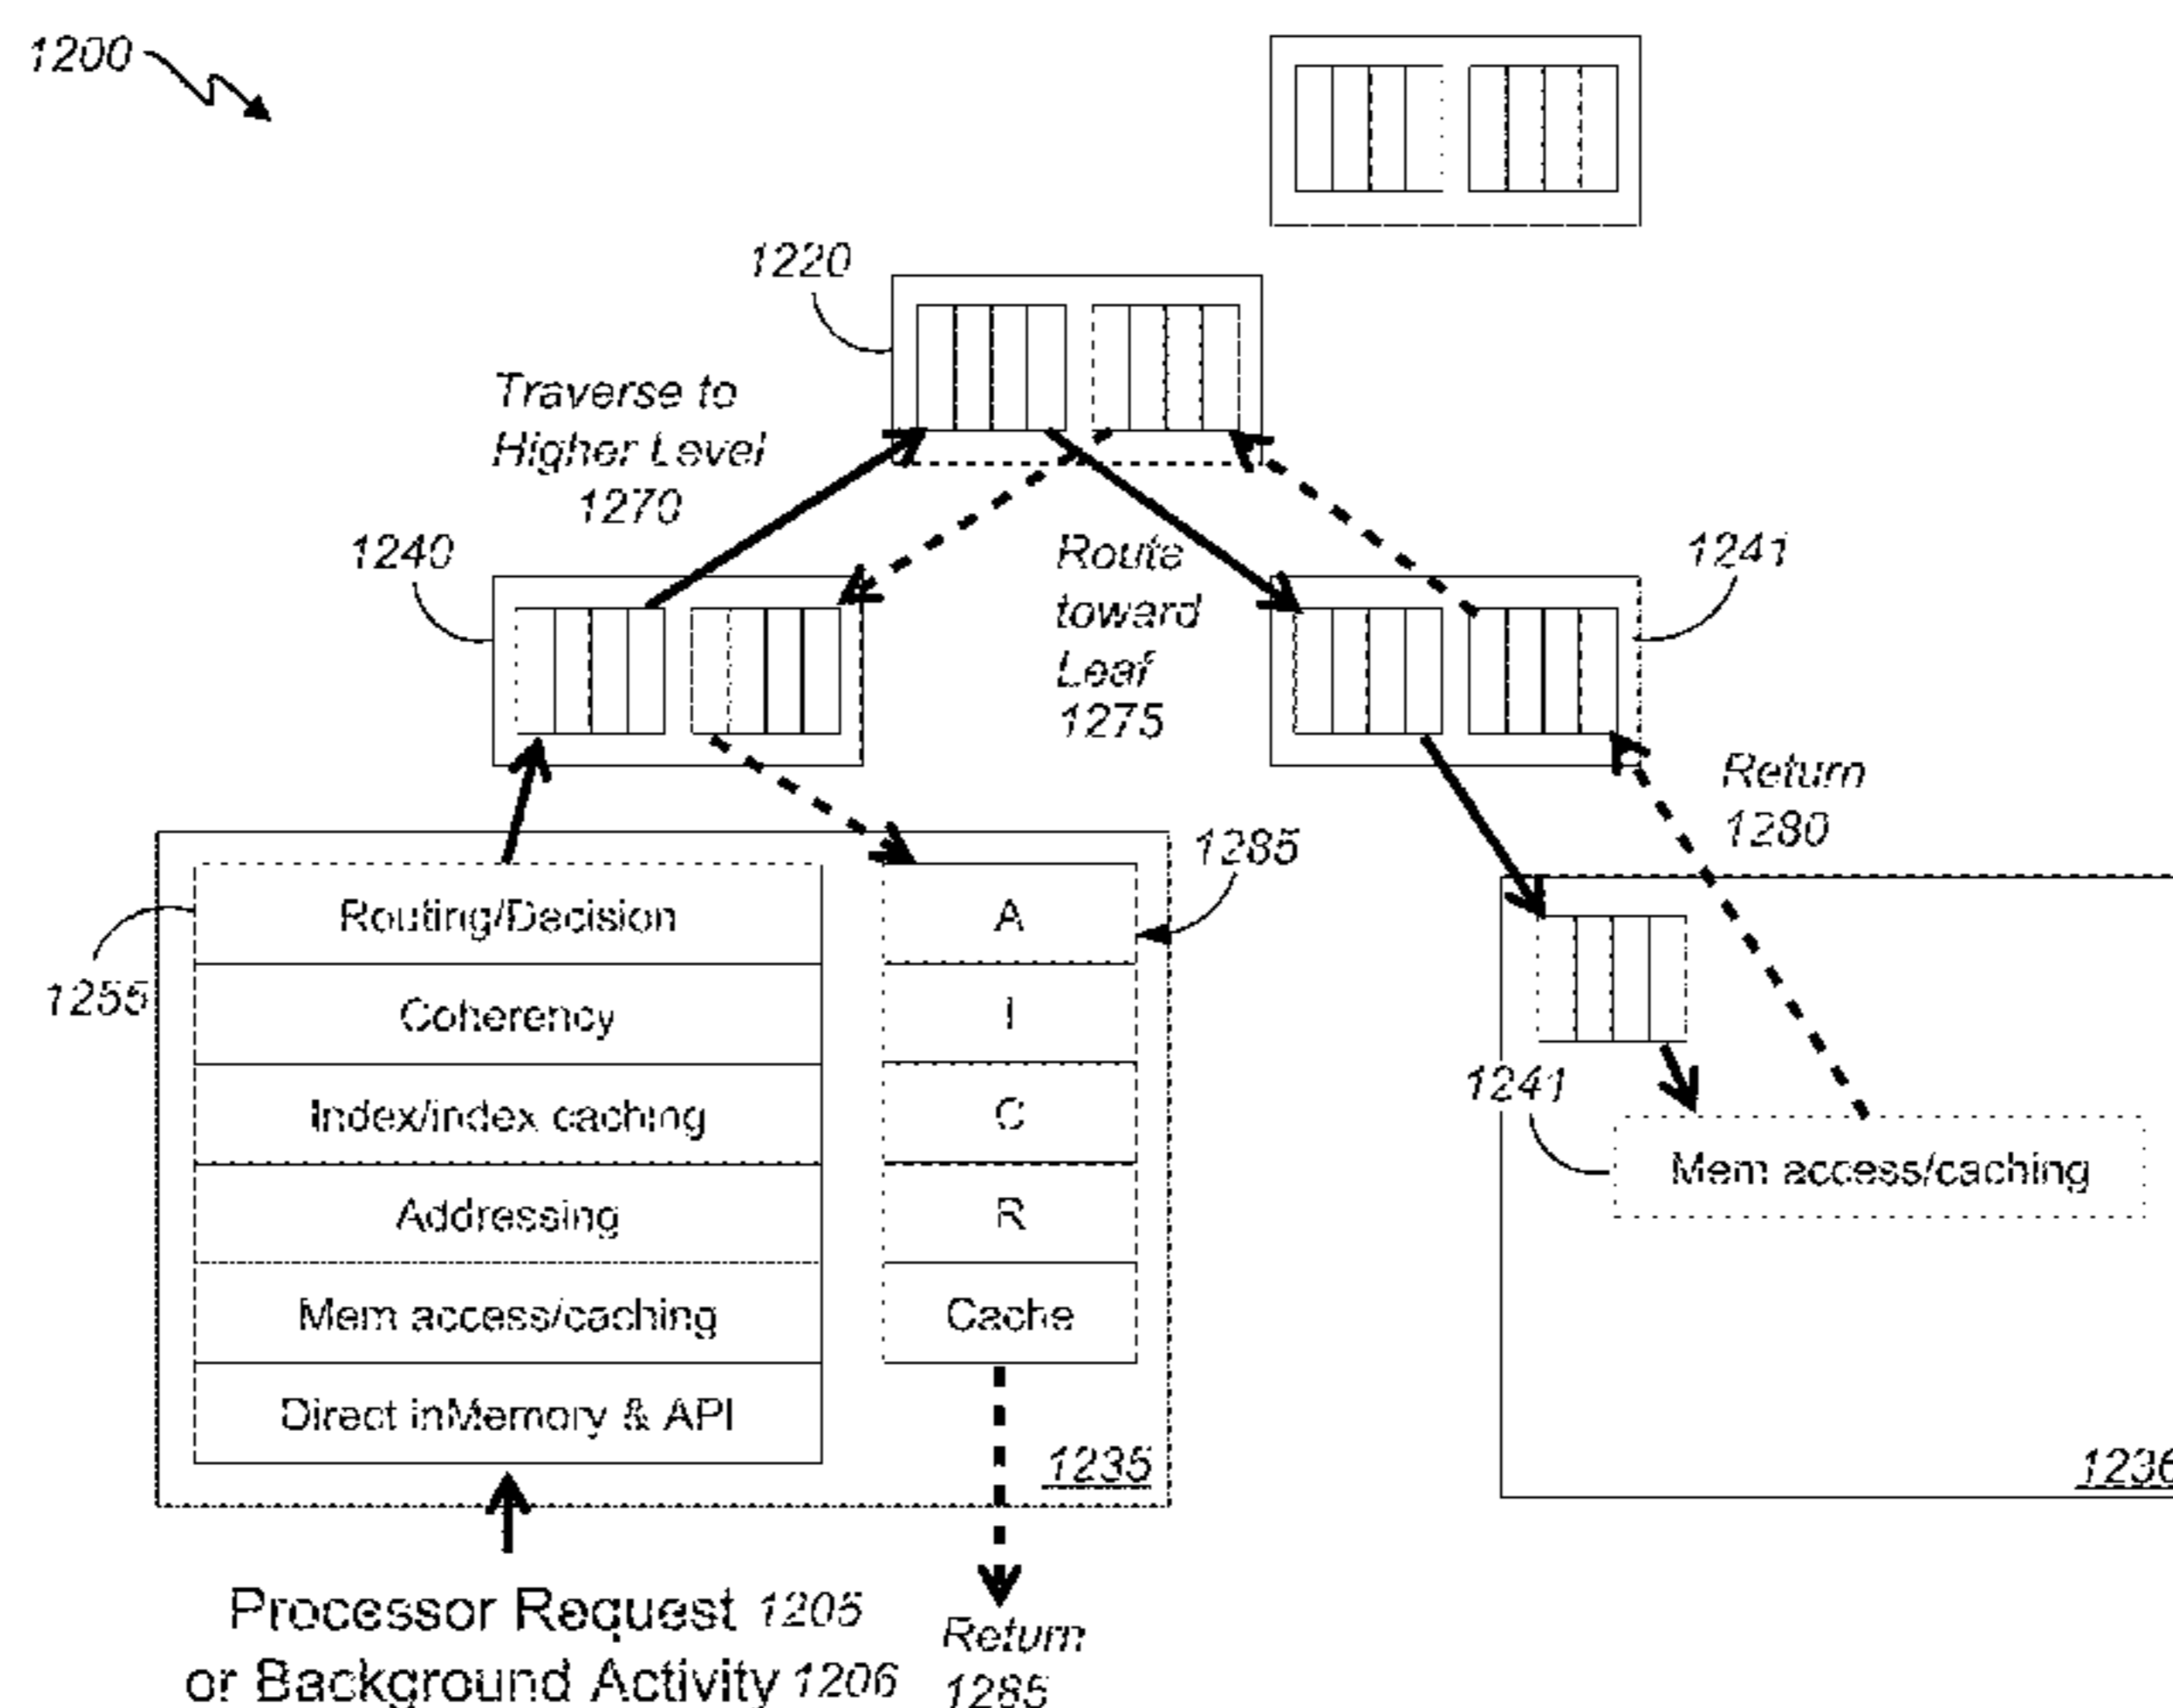 1200
1220
Traverse to
Higher Level
1270
1240
Route
toward
Leaf
1275
1241
Return
1280
1285
1255
Routing/Decision
Coherency
Index/index caching
Addressing
Mem access/caching
Direct inMemory & API
A
I
C
R
Cache
1235
1241
Mem access/caching
1236
Processor Request 1205
or Background Activity 1206
Return
1285